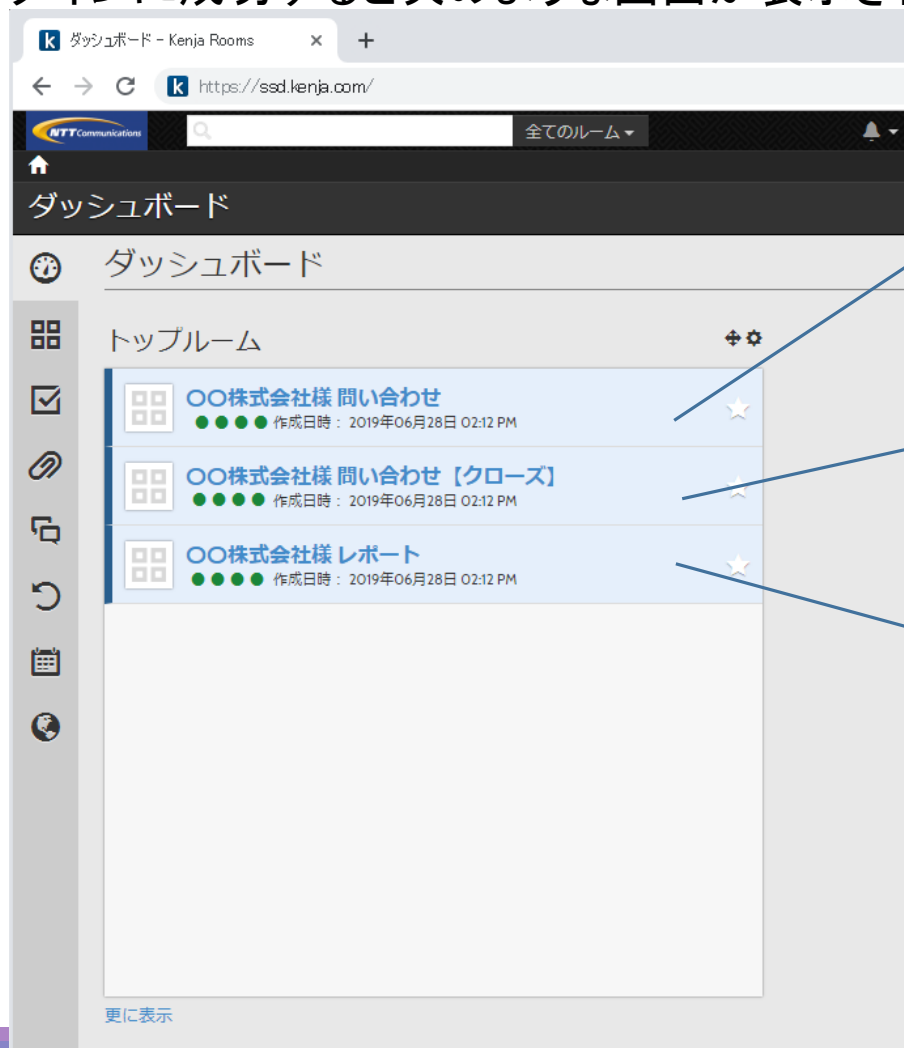 ダッシュボード - Kenja Rooms
https://ssd.kenja.com/
NTT Communications
全てのルーム
ダッシュボード
ダッシュボード
トップルーム
〇〇株式会社様 問い合わせ
作成日時： 2019年06月28日 02:12 PM
〇〇株式会社様 問い合わせ【クローズ】
作成日時： 2019年06月28日 02:12 PM
〇〇株式会社様 レポート
作成日時： 2019年06月28日 02:12 PM
更に表示